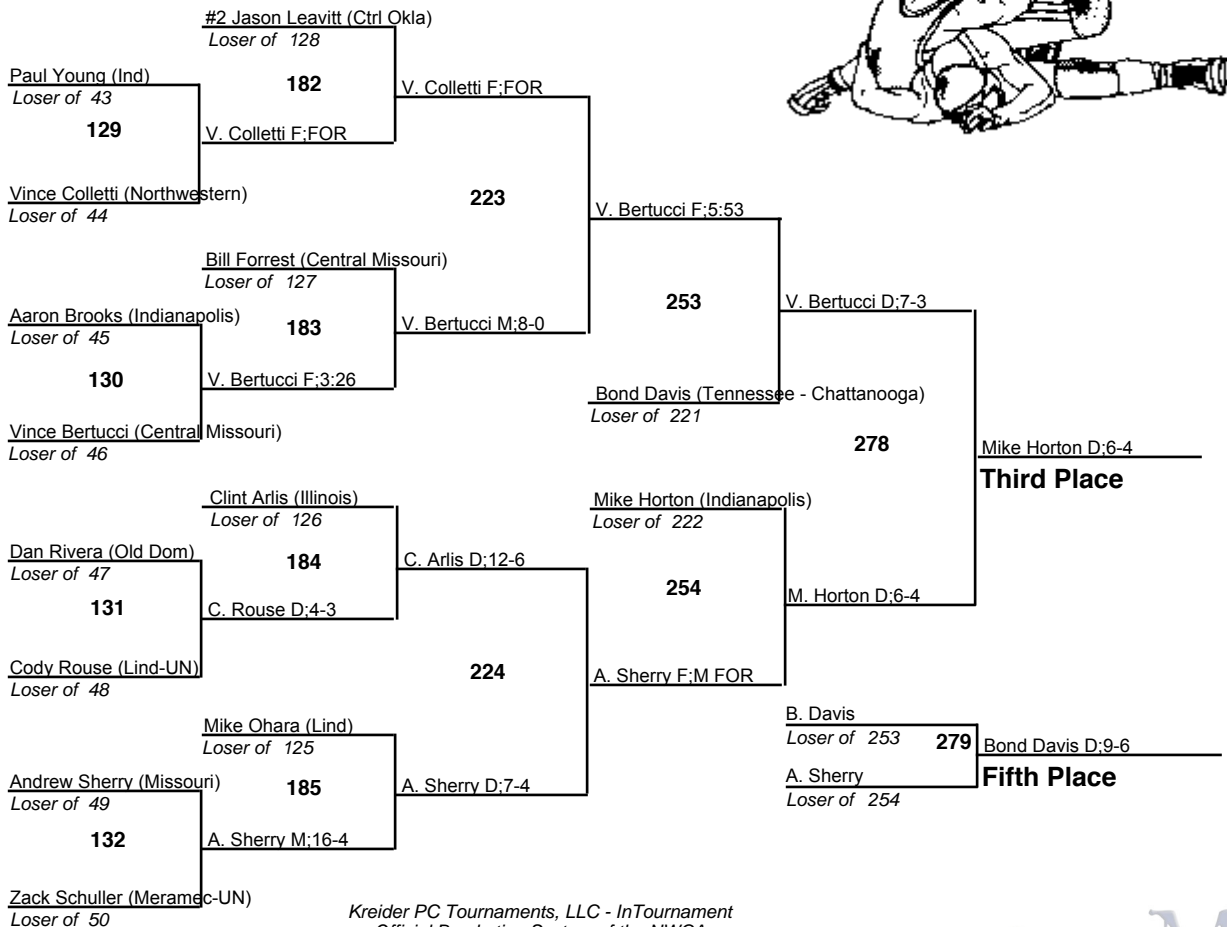 #2 Jason Leavitt (Ctrl Okla)
Loser of 128
Paul Young (Ind)
Loser of 43
182
V. Colletti F;FOR
129
V. Colletti F;FOR
Vince Colletti (Northwestern)
Loser of 44
223
V. Bertucci F;5:53
Bill Forrest (Central Missouri)
Loser of 127
Aaron Brooks (Indianapolis)
Loser of 45
183
V. Bertucci M;8-0
253
V. Bertucci D;7-3
130
V. Bertucci F;3:26
Bond Davis (Tennessee - Chattanooga)
Loser of 221
Vince Bertucci (Central Missouri)
Loser of 46
278
Mike Horton D;6-4
Third Place
Clint Arlis (Illinois)
Loser of 126
Mike Horton (Indianapolis)
Loser of 222
Dan Rivera (Old Dom)
Loser of 47
184
C. Arlis D;12-6
254
M. Horton D;6-4
131
C. Rouse D;4-3
Cody Rouse (Lind-UN)
Loser of 48
224
A. Sherry F;M FOR
Mike Ohara (Lind)
Loser of 125
B. Davis
Loser of 253
279
Bond Davis D;9-6
Fifth Place
A. Sherry
Loser of 254
Andrew Sherry (Missouri)
Loser of 49
185
A. Sherry D;7-4
132
A. Sherry M;16-4
Zack Schuller (Meramec-UN)
Loser of 50
Kreider PC Tournaments, LLC - InTournament